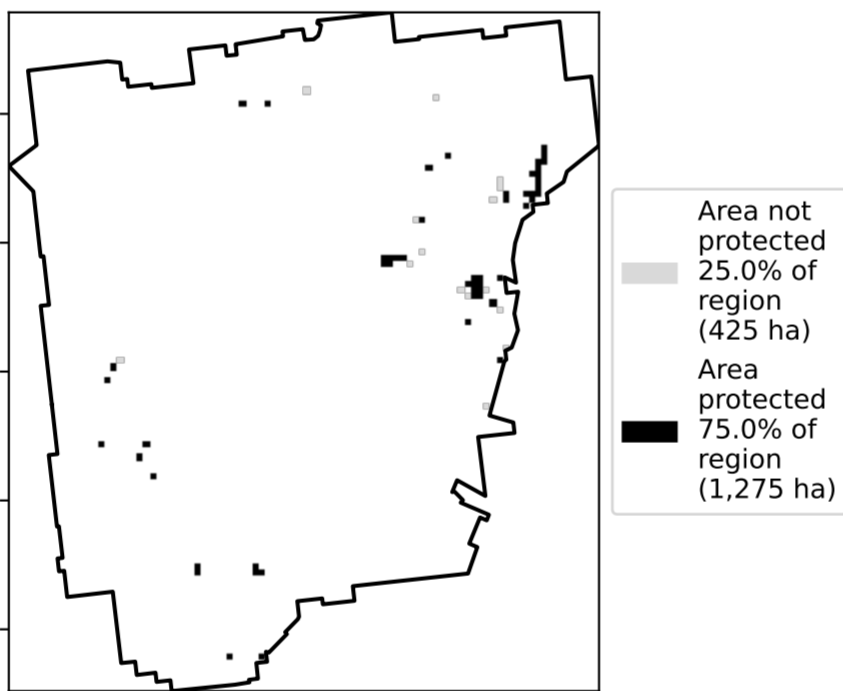 Area not
protected
25.0% of
region
(425 ha)
Area
protected
75.0% of
region
(1,275 ha)